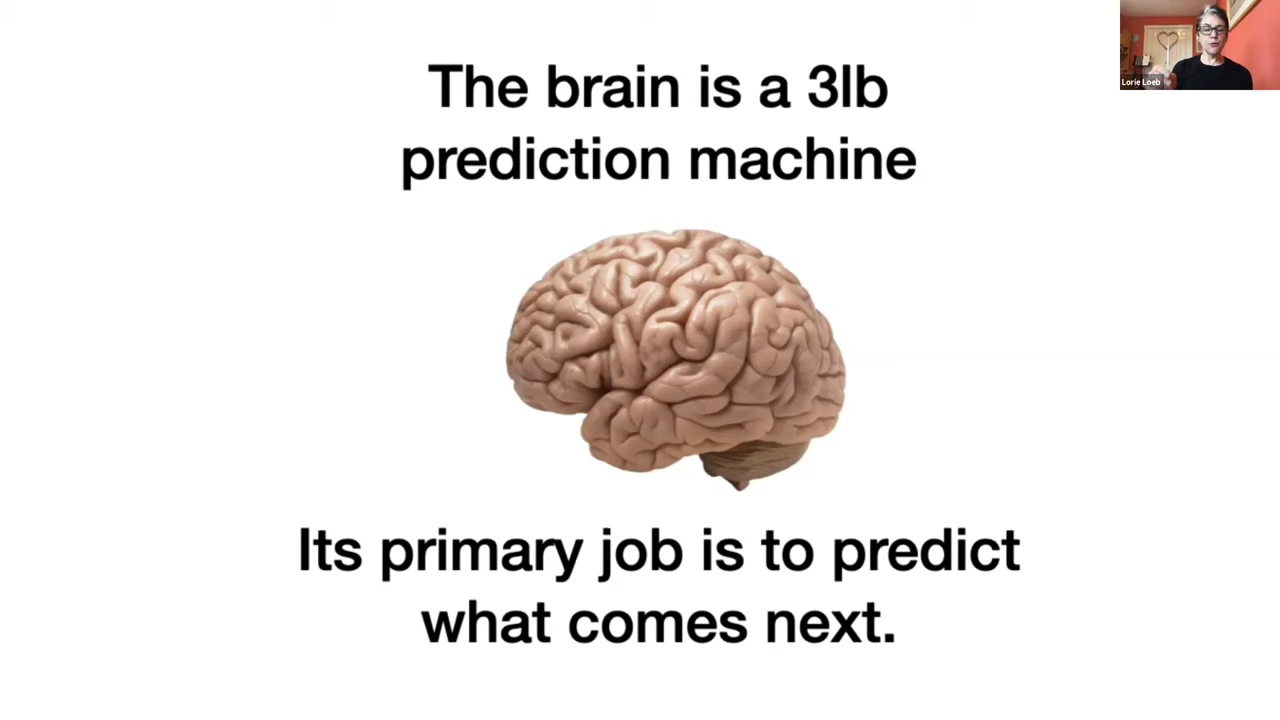 The brain is a 3lb
prediction machine
Lorie Loeb
Its primary job is to predict
what comes next.